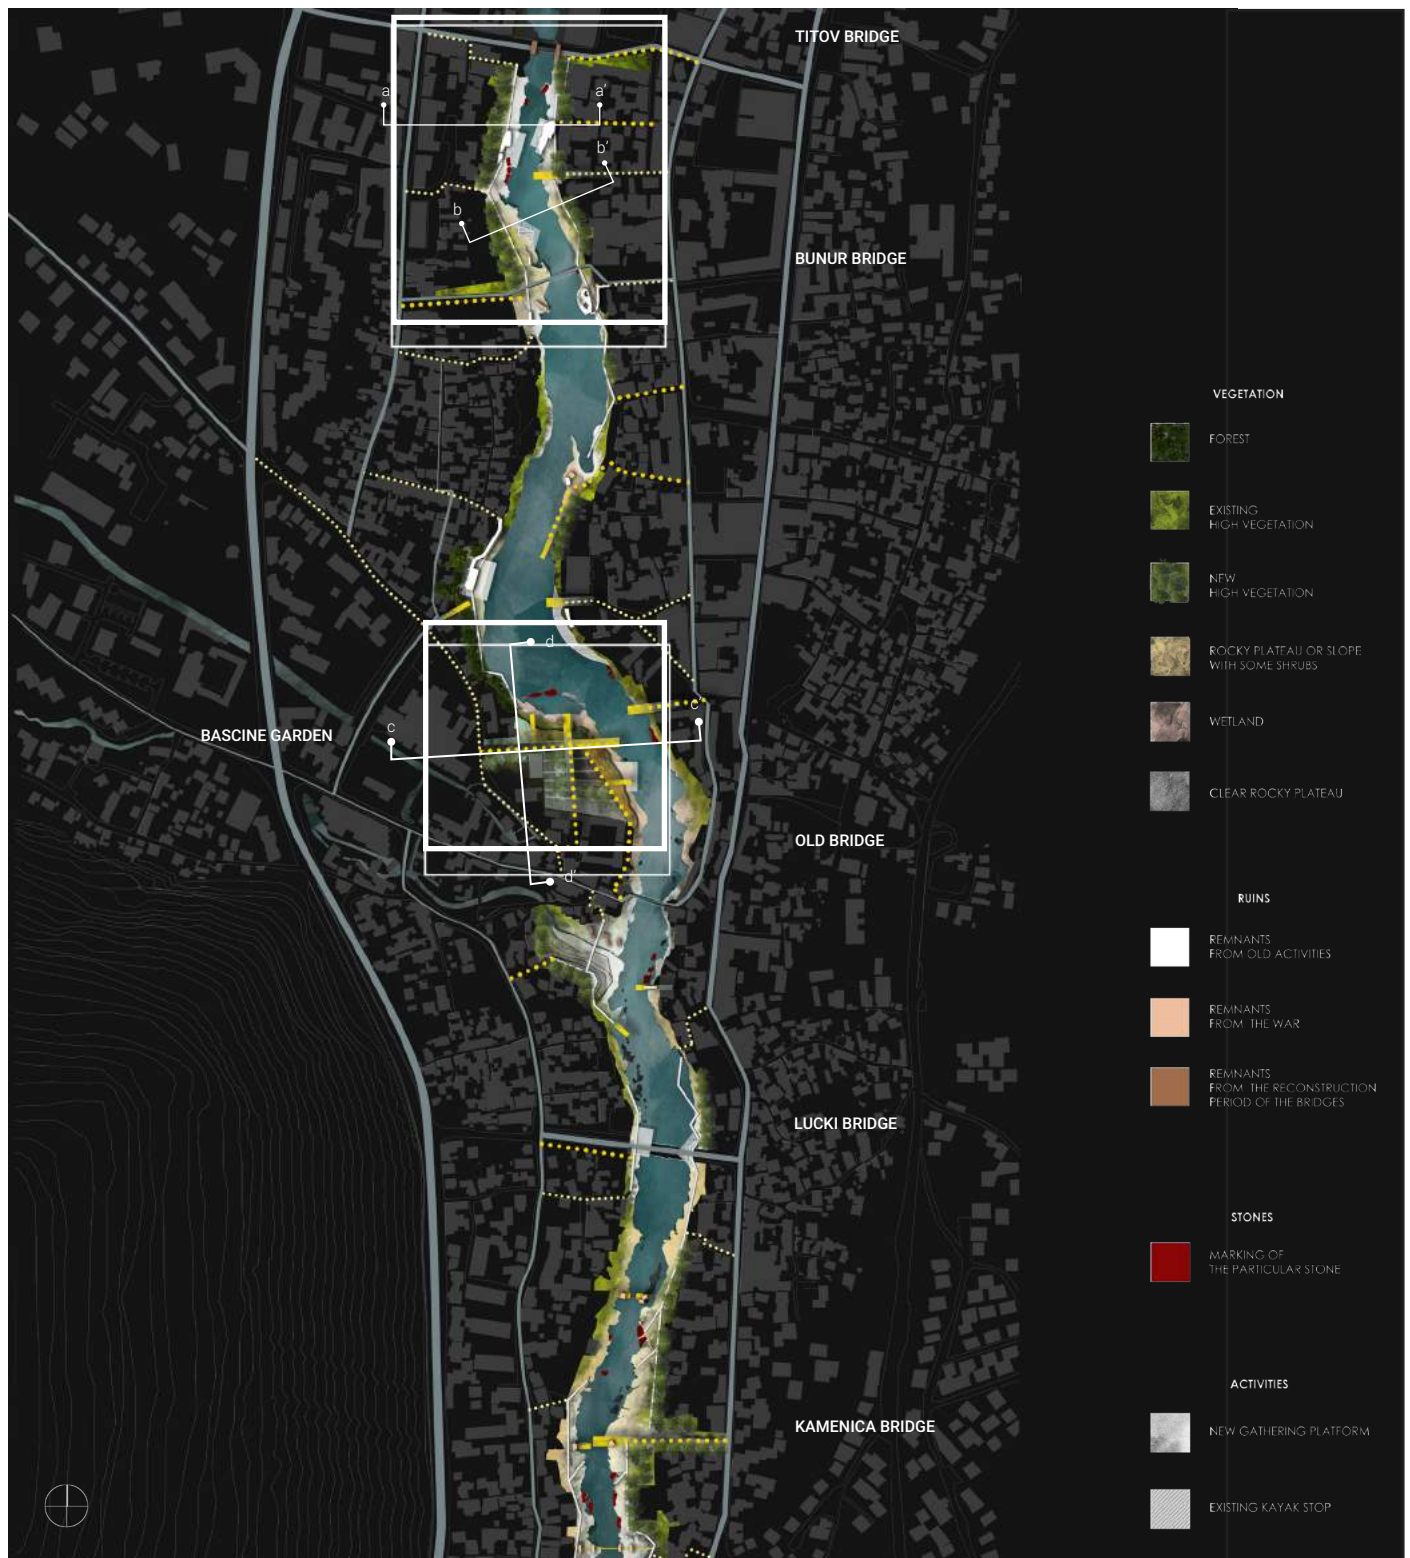 TITOV BRIDGE
a
a'
b'
b
BUNUR BRIDGE
d
c'
c
BASCINE GARDEN
OLD BRIDGE
d'
LUCKI BRIDGE
KAMENICA BRIDGE
VEGETATION
FOREST
EXISTING
HIGH VEGETATION
NEW
HIGH VEGETATION
ROCKY PLATEAU OR SLOPE
WITH SOME SHRUBS
WETLAND
CLEAR ROCKY PLATEAU
RUINS
REMNANTS
FROM OLD ACTIVITIES
REMNANTS
FROM THE WAR
REMNANTS
FROM THE RECONSTRUCTION
PERIOD OF THE BRIDGES
STONES
MARKING OF
THE PARTICULAR STONE
ACTIVITIES
NEW GATHERING PLATFORM
EXISTING KAYAK STOP